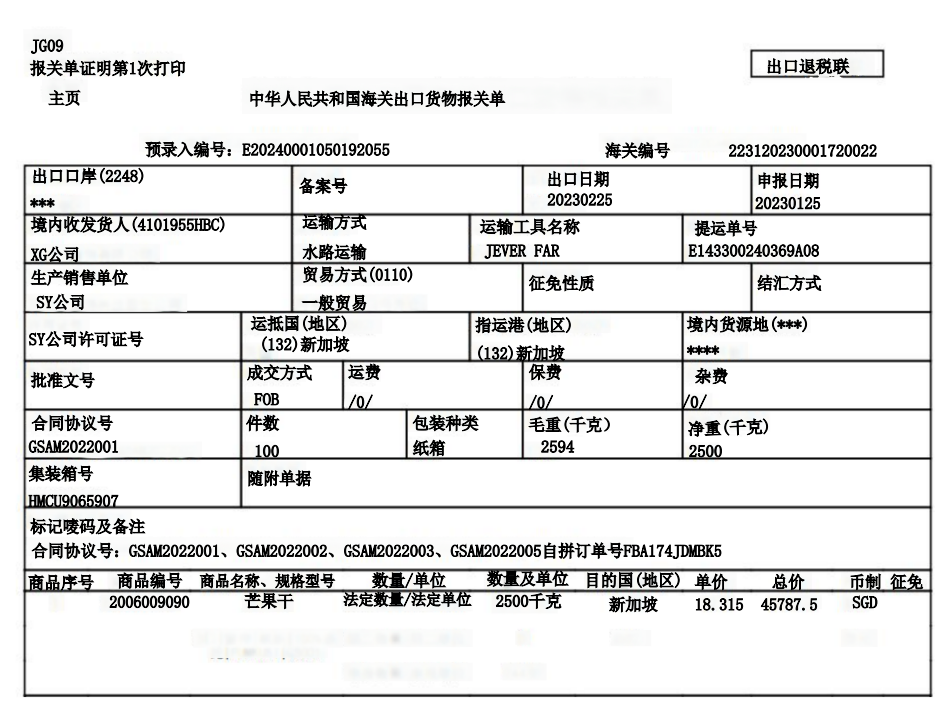 JG09
报关单证明第1次打印
出口退税联
主页
中华人民共和国海关出口货物报关单
预录入编号：E20240001050192055
海关编号 223120230001720022
出口口岸(2248)
***
备案号
出口日期
20230225
申报日期
20230125
境内收发货人(4101955HBC)
XG公司
运输方式
水路运输
运输工具名称
JEVER FAR
提运单号
E143300240369A08
生产销售单位
SY公司
贸易方式(0110)
一般贸易
征免性质
结汇方式
SY公司许可证号
运抵国(地区)
(132)新加坡
指运港(地区)
(132)新加坡
境内货源地(***)
****
批准文号
成交方式
FOB
运费
/0/
保费
/0/
杂费
/0/
合同协议号
GSAM2022001
件数
100
包装种类
纸箱
毛重(千克)
2594
净重(千克)
2500
集装箱号
HMCU9065907
随附单据
标记唛码及备注
合同协议号：GSAM2022001、GSAM2022002、GSAM2022003、GSAM2022005自拼订单号FBA174JDMBK5
商品序号 商品编号 商品名称、规格型号 数量/单位 数量及单位 目的国(地区) 单价 总价 币制 征免
2006009090 芒果干 法定数量/法定单位 2500千克 新加坡 18.315 45787.5 SGD